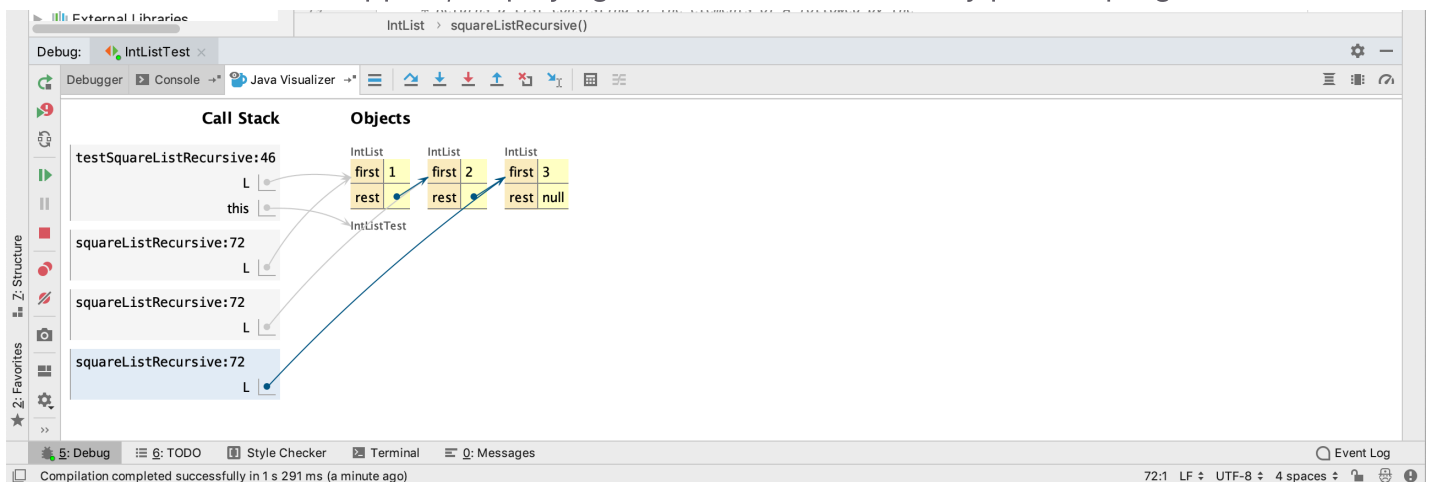 External Libraries
IntList › squareListRecursive()
Debug: IntListTest ×
Debugger Console Java Visualizer
Call Stack Objects
testSquareListRecursive:46
L
this
IntList IntList IntList
first 1 first 2 first 3
rest rest rest null
IntListTest
squareListRecursive:72
L
squareListRecursive:72
L
squareListRecursive:72
L
9
Z: Structure
2: Favorites
>>
5: Debug 6: TODO Style Checker Terminal 0: Messages Event Log
Compilation completed successfully in 1 s 291 ms (a minute ago) 72:1 LF UTF-8 4 spaces